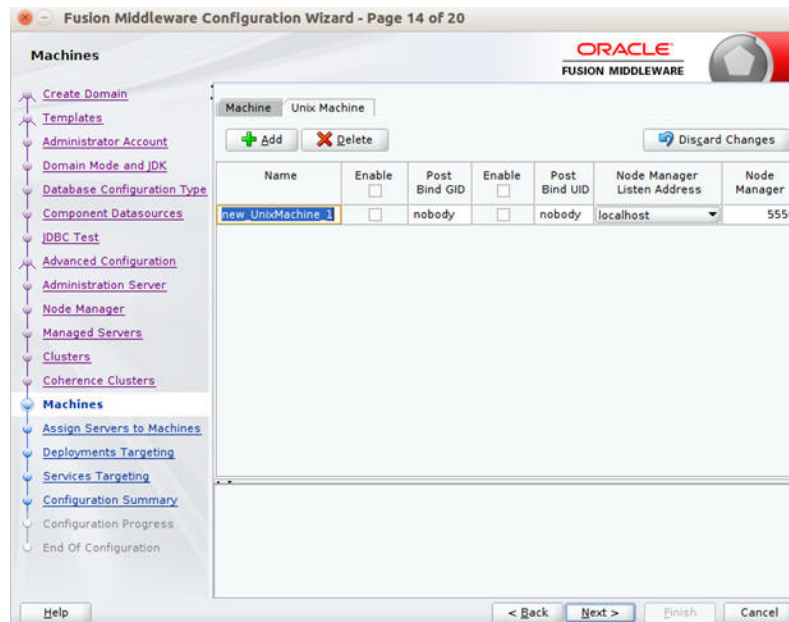 Fusion Middleware Configuration Wizard - Page 14 of 20
Machines
ORACLE
FUSION MIDDLEWARE
Create Domain
Templates
Administrator Account
Domain Mode and JDK
Database Configuration Type
Component Datasources
JDBC Test
Advanced Configuration
Administration Server
Node Manager
Managed Servers
Clusters
Coherence Clusters
Machines
Assign Servers to Machines
Deployments Targeting
Services Targeting
Configuration Summary
Configuration Progress
End Of Configuration
Machine Unix Machine
Add Delete Discard Changes
Name Enable Post Enable Post Node Manager Node
Bind GID Bind UID Listen Address Manager
new_UnixMachine_1 nobody nobody localhost 555
Help < Back Next > Finish Cancel